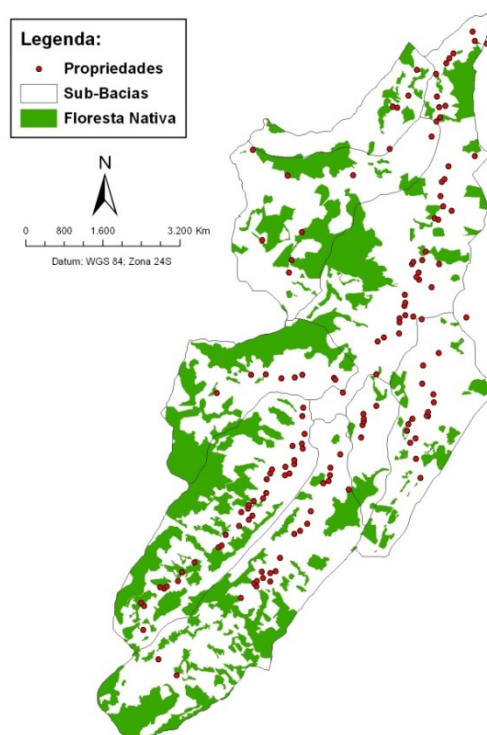 Legenda:
Propriedades
Sub-Bacias
Floresta Nativa
N
0 800 1.600 3.200 Km
Datum: WGS 84; Zona 24S